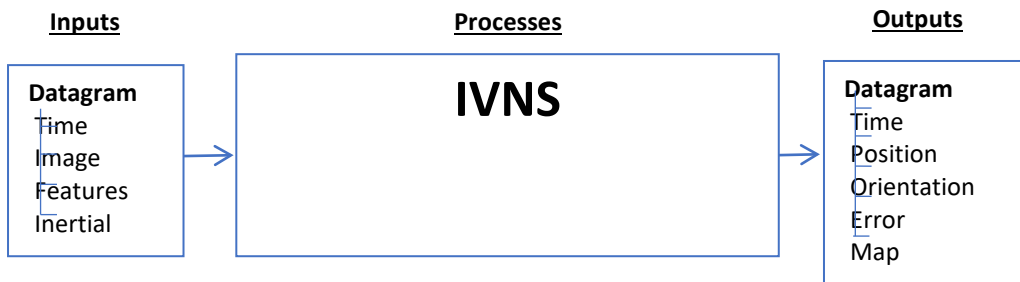 Inputs
Processes
Outputs
Datagram
Time
Image
Features
Inertial
IVNS
Datagram
Time
Position
Orientation
Error
Map